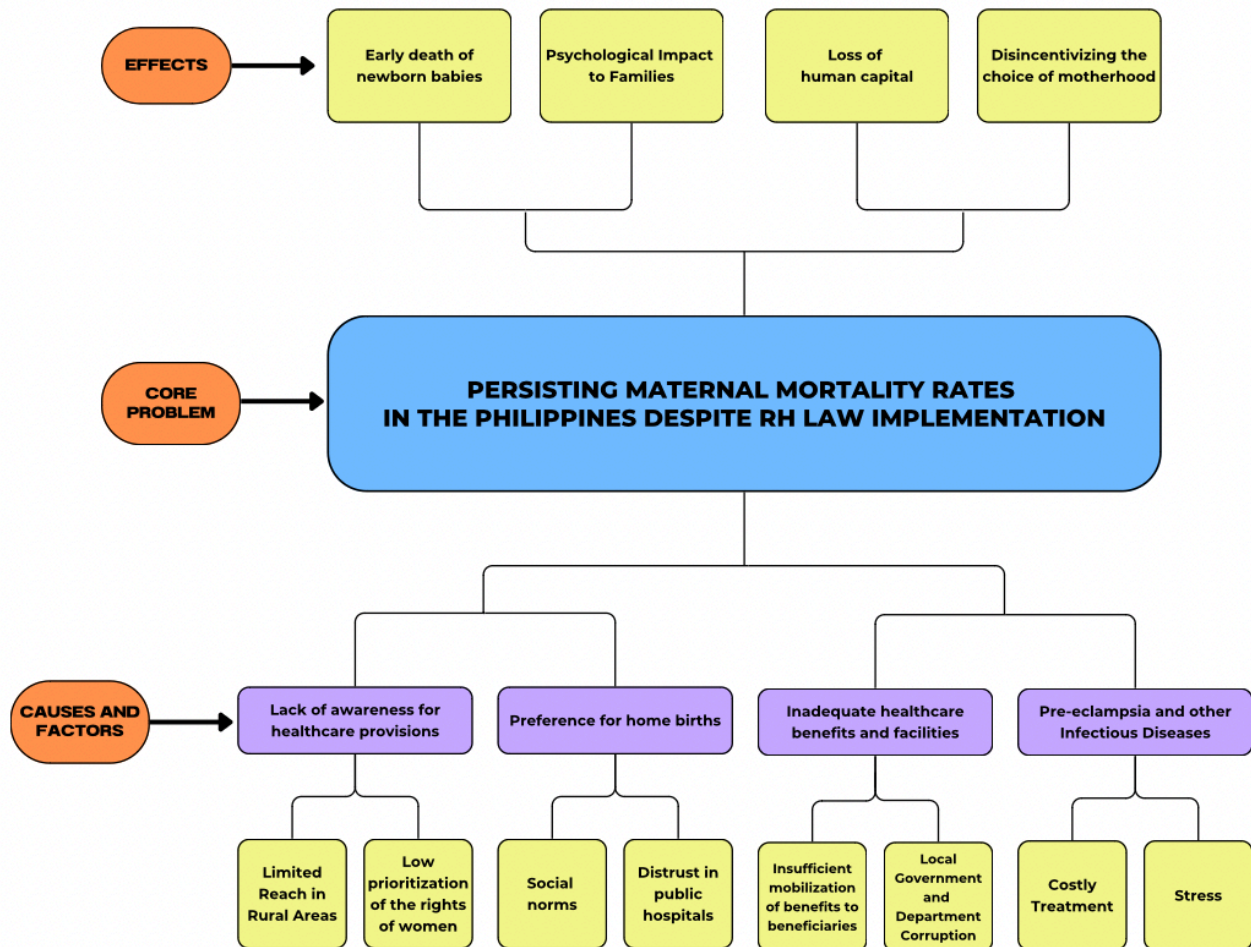 EFFECTS
Early death of
newborn babies
Psychological Impact
to Families
Loss of
human capital
Disincentivizing the
choice of motherhood
CORE
PROBLEM
PERSISTING MATERNAL MORTALITY RATES
IN THE PHILIPPINES DESPITE RH LAW IMPLEMENTATION
CAUSES AND
FACTORS
Lack of awareness for
healthcare provisions
Preference for home births
Inadequate healthcare
benefits and facilities
Pre-eclampsia and other
Infectious Diseases
Limited
Reach in
Rural Areas
Low
prioritization
of the rights
of women
Social
norms
Distrust in
public
hospitals
Insufficient
mobilization
of benefits to
beneficiaries
Local
Government
and
Department
Corruption
Costly
Treatment
Stress